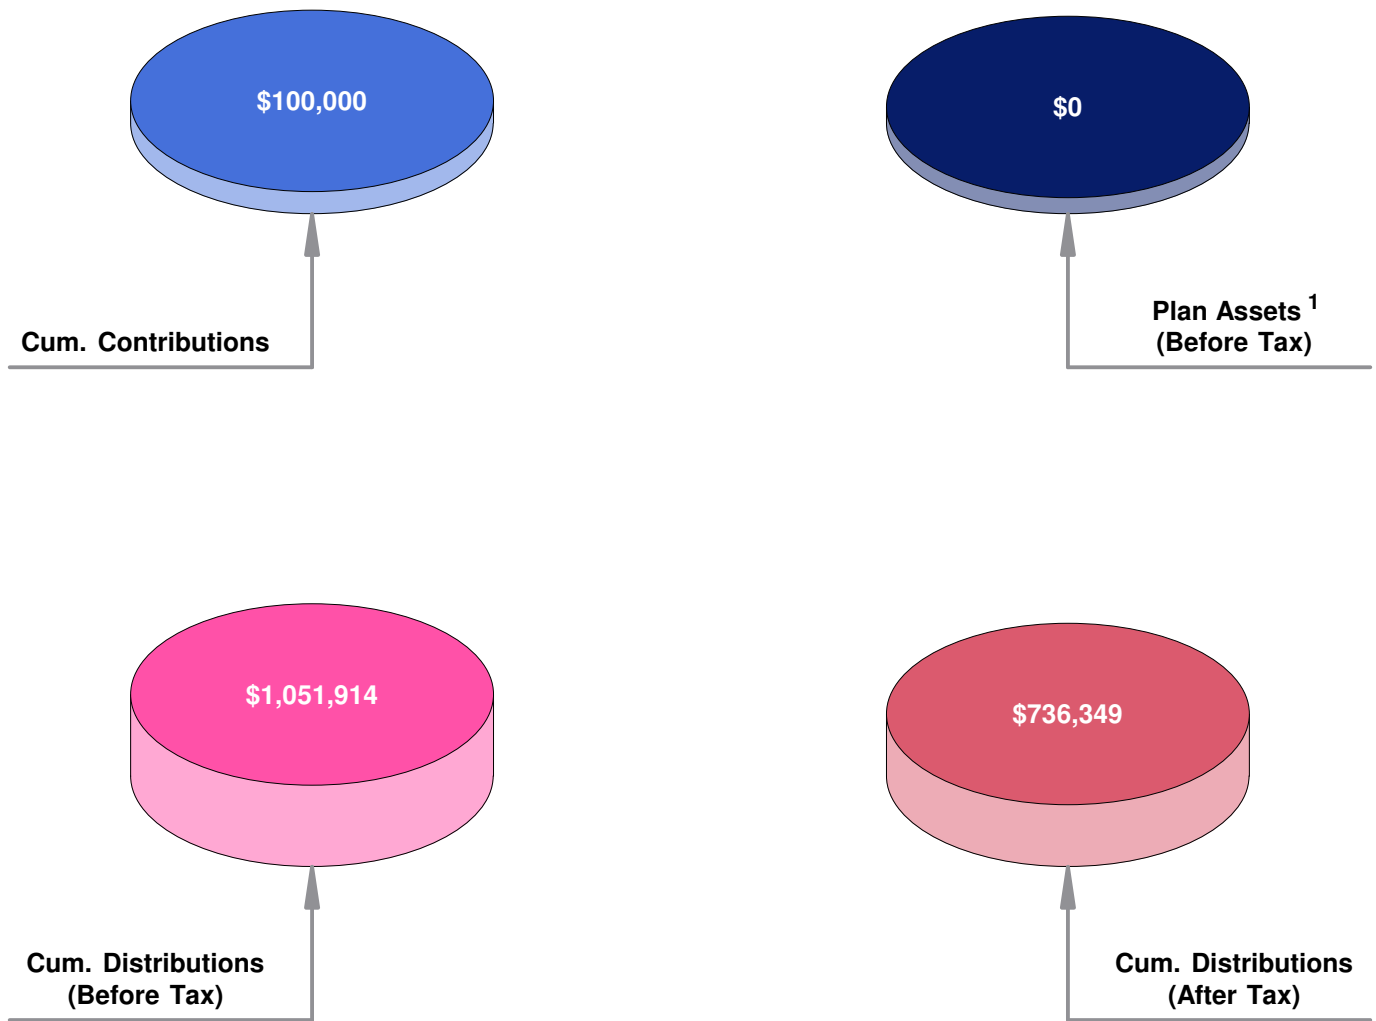 $100,000
$0
Cum. Contributions
Plan Assets 1
(Before Tax)
$1,051,914
$736,349
Cum. Distributions
(Before Tax)
Cum. Distributions
(After Tax)